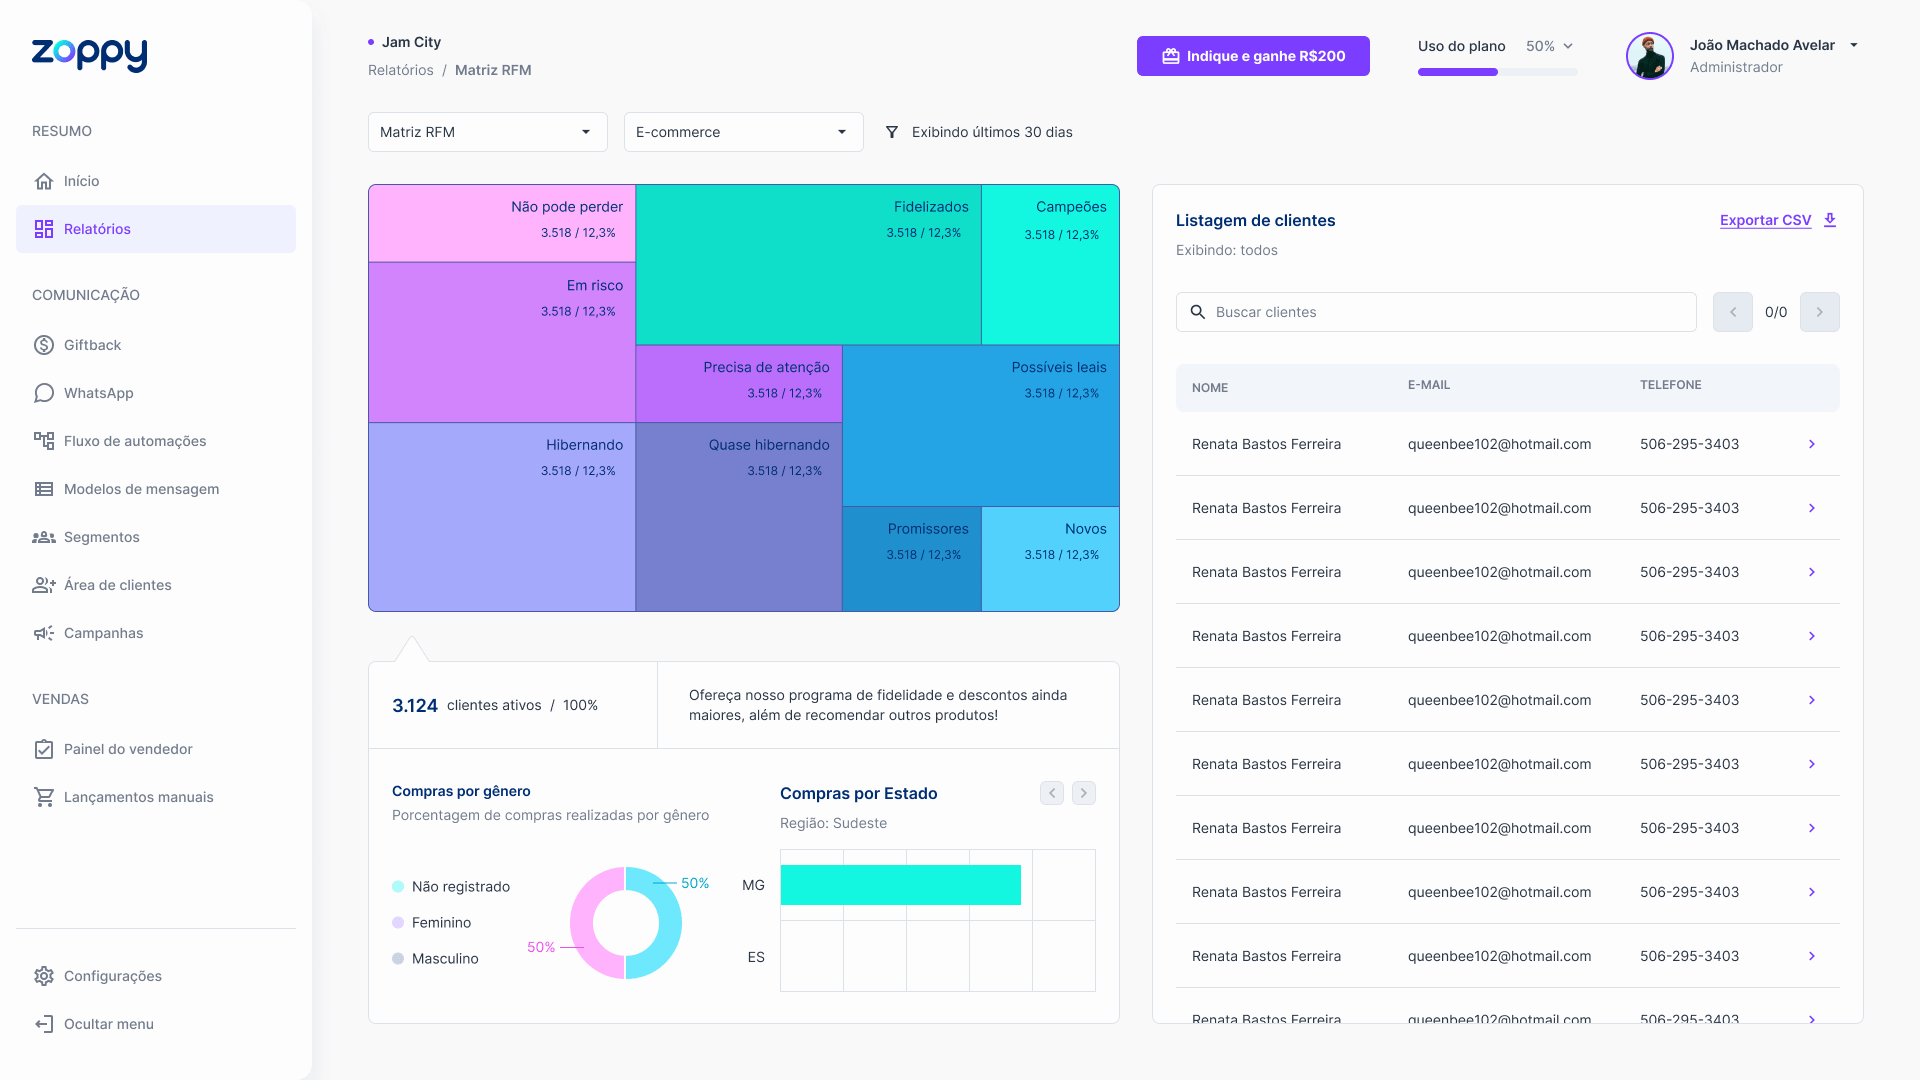 zoppy
RESUMO
Início
Relatórios
COMUNICAÇÃO
Giftback
WhatsApp
Fluxo de automações
Modelos de mensagem
Segmentos
Área de clientes
Campanhas
VENDAS
Painel do vendedor
Lançamentos manuais
Configurações
Ocultar menu
Jam City
Relatórios / Matriz RFM
Indique e ganhe R$200
Uso do plano 50%
João Machado Avelar
Administrador
Matriz RFM
E-commerce
Exibindo últimos 30 dias
Não pode perder
3.518 / 12,3%
Fidelizados
3.518 / 12,3%
Campeões
3.518 / 12,3%
Em risco
3.518 / 12,3%
Precisa de atenção
3.518 / 12,3%
Possíveis leais
3.518 / 12,3%
Hibernando
3.518 / 12,3%
Quase hibernando
3.518 / 12,3%
Promissores
3.518 / 12,3%
Novos
3.518 / 12,3%
3.124 clientes ativos / 100%
Ofereça nosso programa de fidelidade e descontos ainda
maiores, além de recomendar outros produtos!
Compras por gênero
Porcentagem de compras realizadas por gênero
Não registrado
Feminino
Masculino
50%
50%
Compras por Estado
Região: Sudeste
MG
ES
Listagem de clientes
Exportar CSV
Exibindo: todos
Buscar clientes
0/0
NOME E-MAIL TELEFONE
Renata Bastos Ferreira queenbee102@hotmail.com 506-295-3403
Renata Bastos Ferreira queenbee102@hotmail.com 506-295-3403
Renata Bastos Ferreira queenbee102@hotmail.com 506-295-3403
Renata Bastos Ferreira queenbee102@hotmail.com 506-295-3403
Renata Bastos Ferreira queenbee102@hotmail.com 506-295-3403
Renata Bastos Ferreira queenbee102@hotmail.com 506-295-3403
Renata Bastos Ferreira queenbee102@hotmail.com 506-295-3403
Renata Bastos Ferreira queenbee102@hotmail.com 506-295-3403
Renata Bastos Ferreira queenbee102@hotmail.com 506-295-3403
Renata Bastos Ferreira queenbee102@hotmail.com 506-295-3403